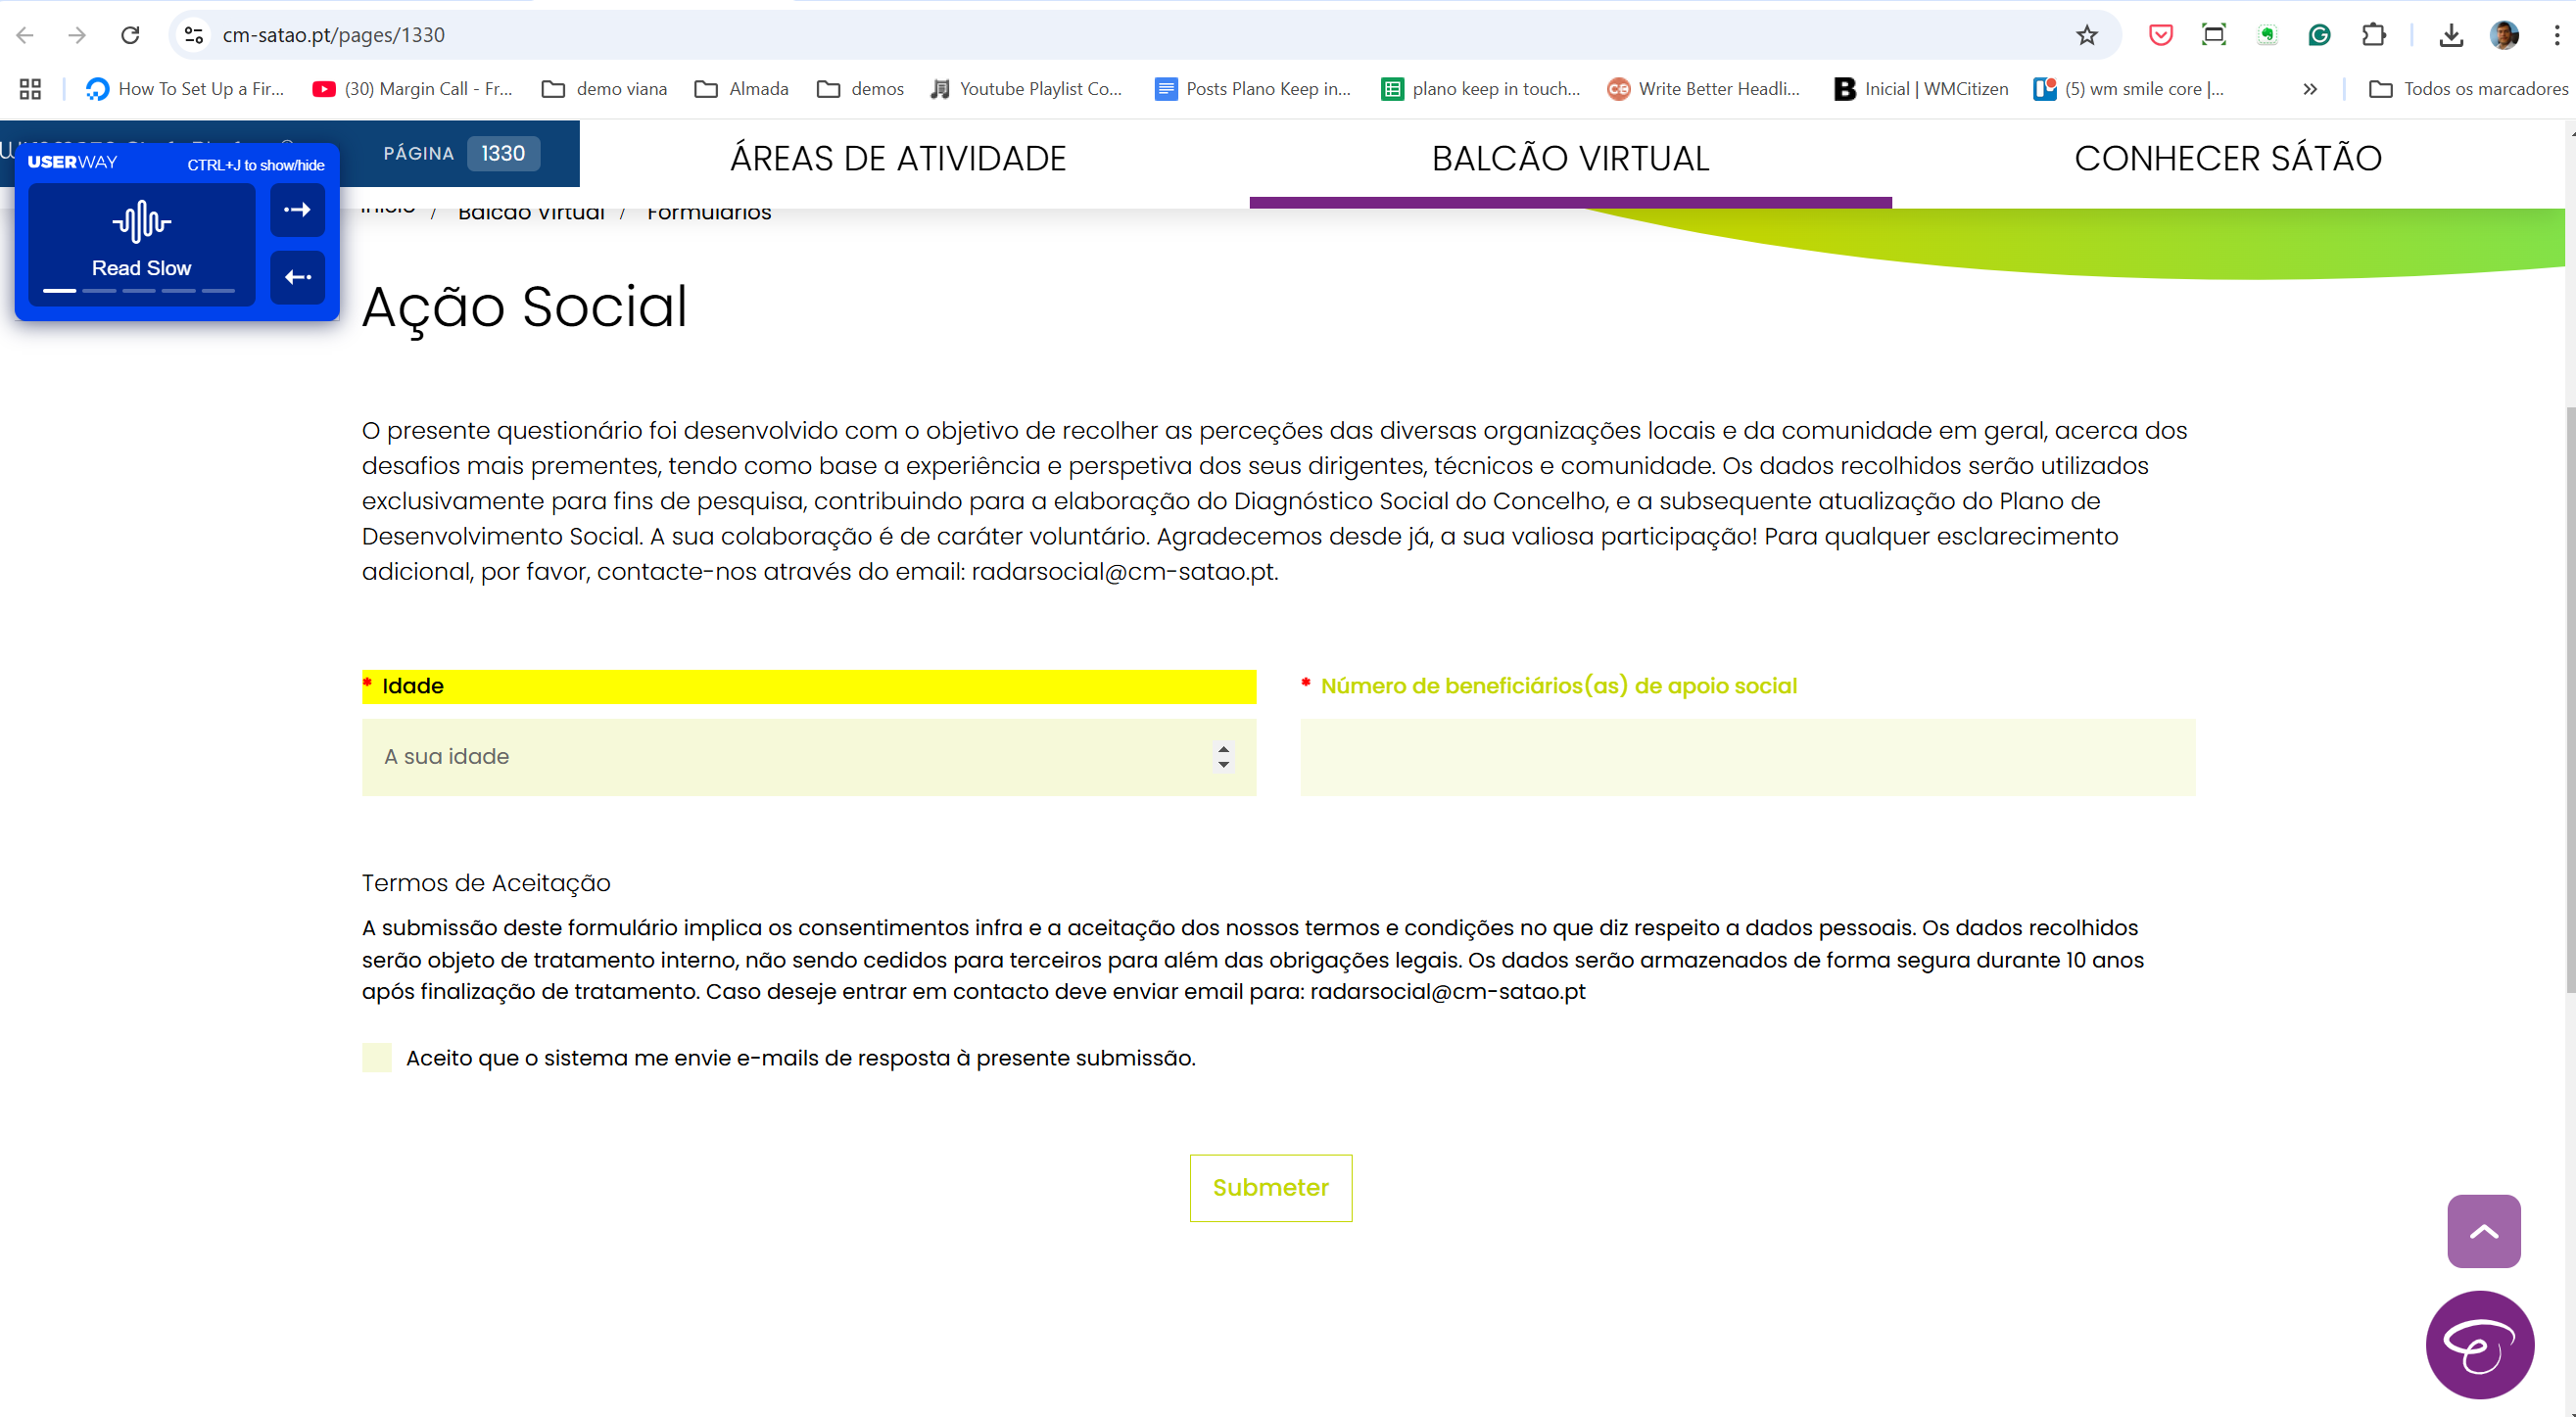 cm-satao.pt/pages/1330
How To Set Up a Fir... (30) Margin Call - Fr... demo viana Almada demos Youtube Playlist Co... Posts Plano Keep in... plano keep in touch... Write Better Headli... Inicial | WMCitizen (5) wm smile core |... » Todos os marcadores
PÁGINA 1330
ÁREAS DE ATIVIDADE BALCÃO VIRTUAL CONHECER SÁTÃO
USERWAY CTRL+J to show/hide
Read Slow
Início / Balcão Virtual / Formulários
Ação Social
O presente questionário foi desenvolvido com o objetivo de recolher as perceções das diversas organizações locais e da comunidade em geral, acerca dos
desafios mais prementes, tendo como base a experiência e perspetiva dos seus dirigentes, técnicos e comunidade. Os dados recolhidos serão utilizados
exclusivamente para fins de pesquisa, contribuindo para a elaboração do Diagnóstico Social do Concelho, e a subsequente atualização do Plano de
Desenvolvimento Social. A sua colaboração é de caráter voluntário. Agradecemos desde já, a sua valiosa participação! Para qualquer esclarecimento
adicional, por favor, contacte-nos através do email: radarsocial@cm-satao.pt.
* Idade
A sua idade
* Número de beneficiários(as) de apoio social
Termos de Aceitação
A submissão deste formulário implica os consentimentos infra e a aceitação dos nossos termos e condições no que diz respeito a dados pessoais. Os dados recolhidos
serão objeto de tratamento interno, não sendo cedidos para terceiros para além das obrigações legais. Os dados serão armazenados de forma segura durante 10 anos
após finalização de tratamento. Caso deseje entrar em contacto deve enviar email para: radarsocial@cm-satao.pt
Aceito que o sistema me envie e-mails de resposta à presente submissão.
Submeter